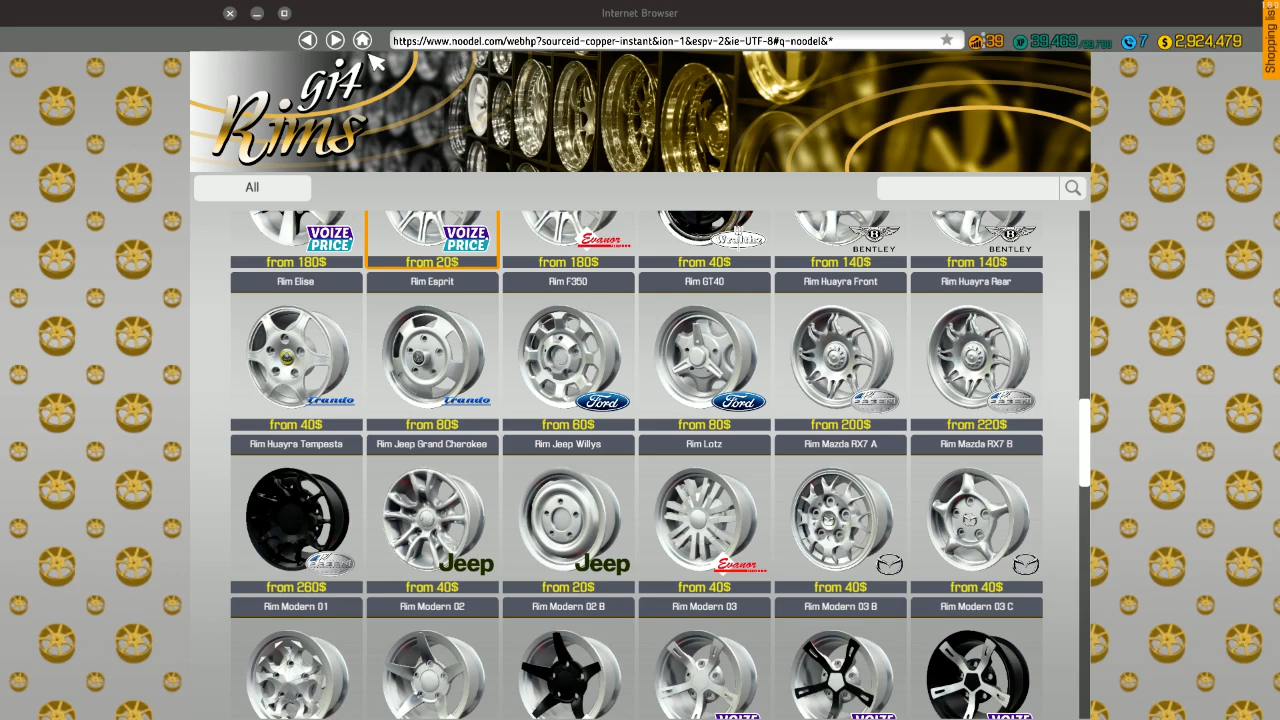 Internet Browser
https://www.noodel.com/webhp?sourceid-copper-instant&ion-1&espv-2&ie-UTF-8#q-noodel&*
39
XP 39,469
7
$ 2,924,479
Shopping list
git
Rims
All
VOIZE PRICE VOIZE PRICE Evanor BENTLEY BENTLEY
from 180$ from 20$ from 180$ from 40$ from 140$ from 140$
Rim Elise Rim Esprit Rim F350 Rim GT40 Rim Huayra Front Rim Huayra Rear
Ford Ford
from 40$ from 80$ from 60$ from 80$ from 200$ from 220$
Rim Huayra Tempesta Rim Jeep Grand Cherokee Rim Jeep Willys Rim Lotz Rim Mazda RX7 A Rim Mazda RX7 B
Jeep Jeep Evanor
from 260$ from 40$ from 20$ from 40$ from 40$ from 40$
Rim Modern 01 Rim Modern 02 Rim Modern 02 B Rim Modern 03 Rim Modern 03 B Rim Modern 03 C
VOIZE VOIZE VOIZE